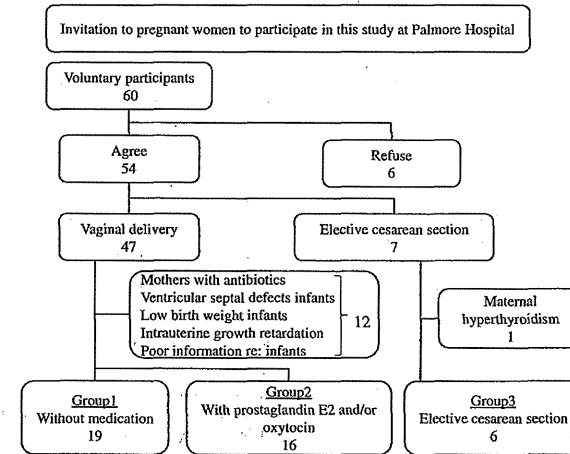 Invitation to pregnant women to participate in this study at Palmore Hospital
Voluntary participants
60
Agree
54
Refuse
6
Vaginal delivery
47
Elective cesarean section
7
Mothers with antibiotics
Ventricular septal defects infants
Low birth weight infants
Intrauterine growth retardation
Poor information re: infants
12
Maternal
hyperthyroidism
1
Group1
Without medication
19
Group2
With prostaglandin E2 and/or
oxytocin
16
Group3
Elective cesarean section
6